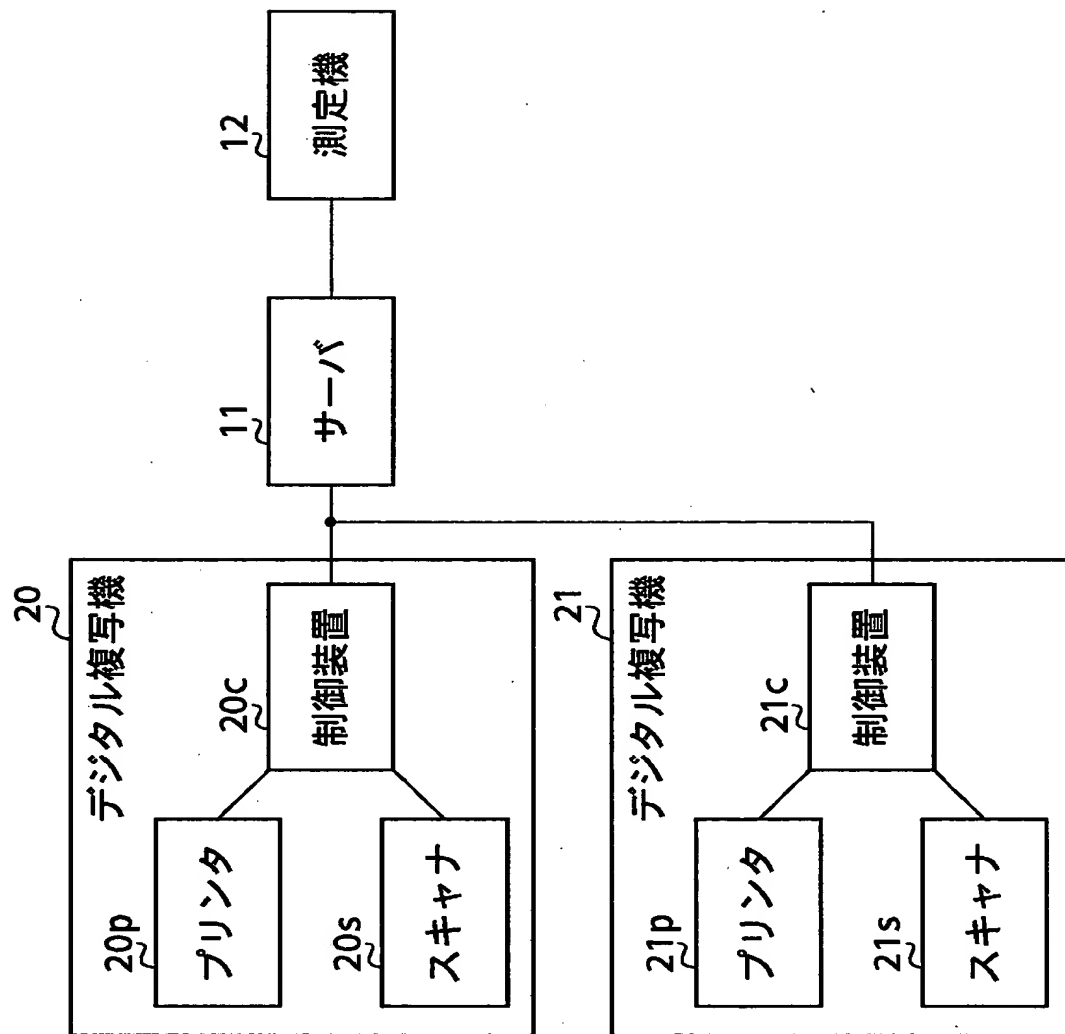 20
デジタル複写機
20p
プリンタ
20s
スキャナ
20c
制御装置
11
サーバ
12
測定機
21
デジタル複写機
21p
プリンタ
21s
スキャナ
21c
制御装置